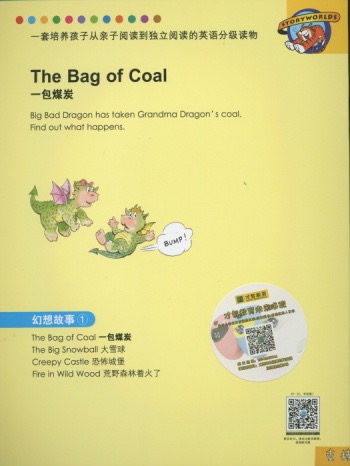 STORYWORLDS
一套培养孩子从亲子阅读到独立阅读的英语分级读物
The Bag of Coal
一包煤炭
Big Bad Dragon has taken Grandma Dragon's coal.
Find out what happens.
BUMP!
幻想故事 1
The Bag of Coal 一包煤炭
The Big Snowball 大雪球
Creepy Castle 恐怖城堡
Fire in Wild Wood 荒野森林着火了